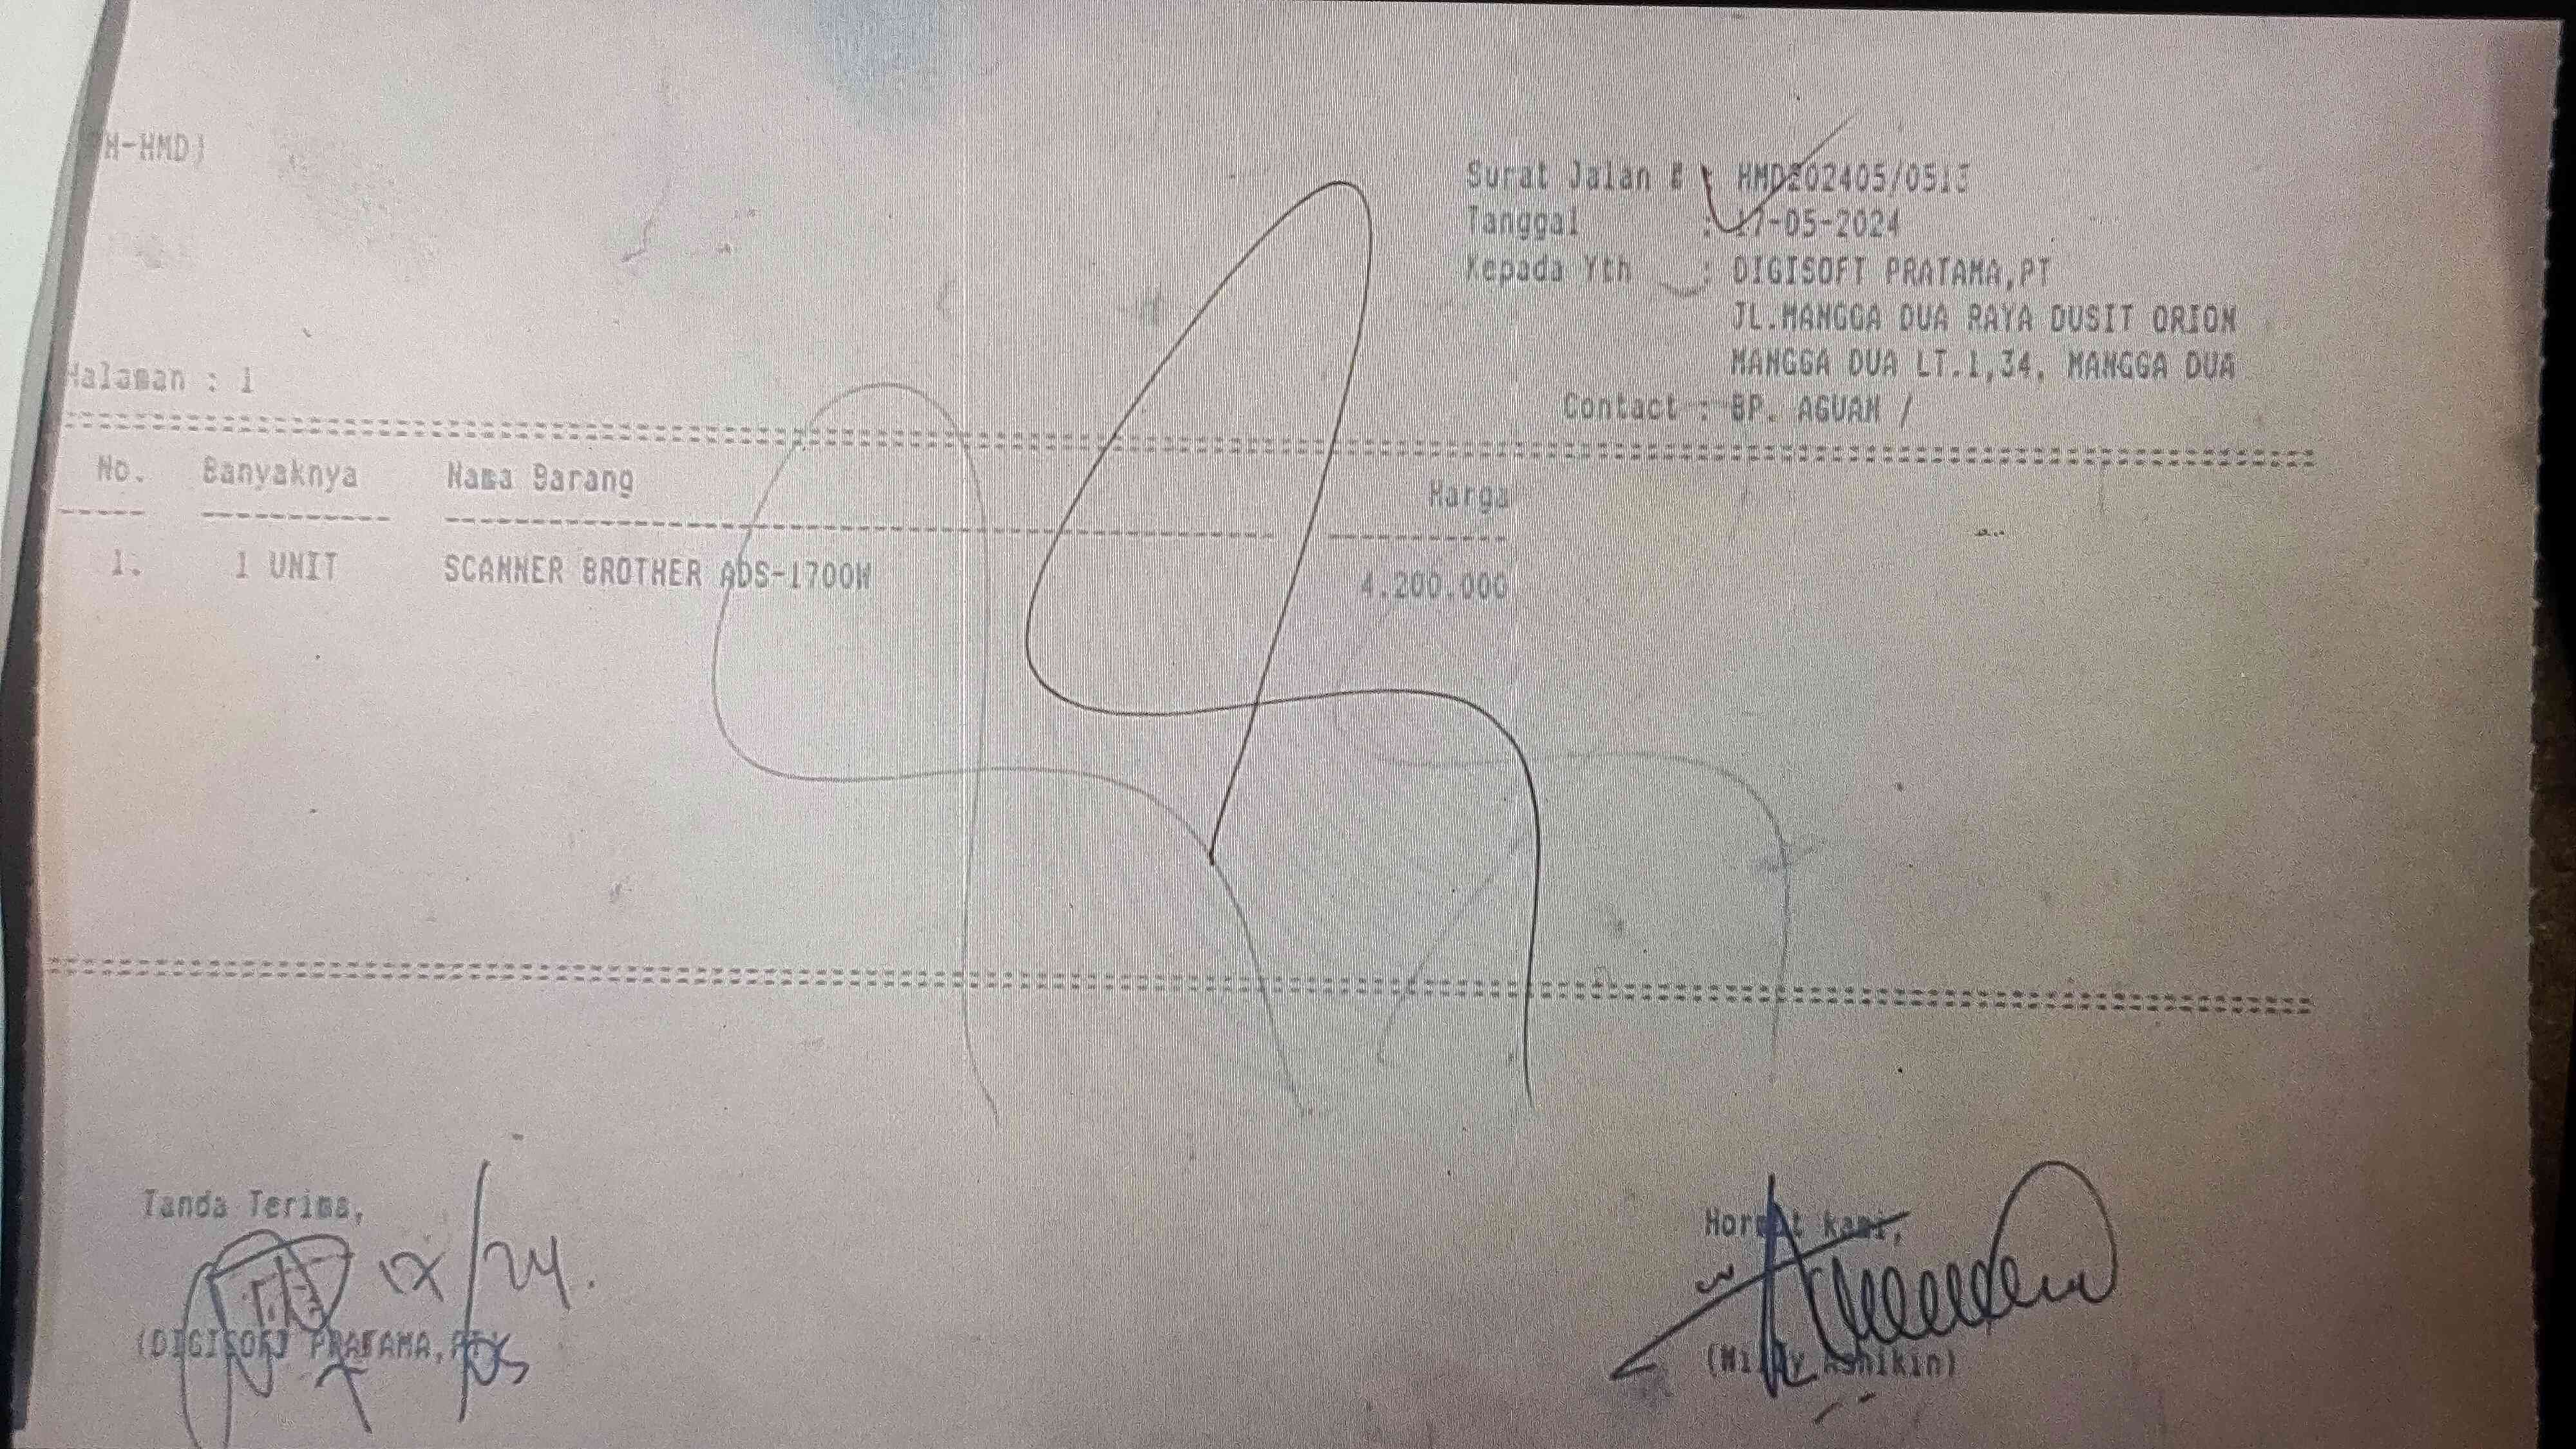 H-HMD)
Surat Jalan # : HMD202405/0513
Tanggal : 17-05-2024
Kepada Yth : DIGISOFT PRATAMA,PT
JL.MANGGA DUA RAYA DUSIT ORION
MANGGA DUA LT.1,34, MANGGA DUA
Halaman : 1
Contact : BP. AGUAN /
No. Banyaknya Nama Barang Harga
1. 1 UNIT SCANNER BROTHER ADS-1700W 4.200.000
Tanda Terima,
Hormat kami,
/24.
(DIGISOFT PRATAMA,PT)
Ashikin)